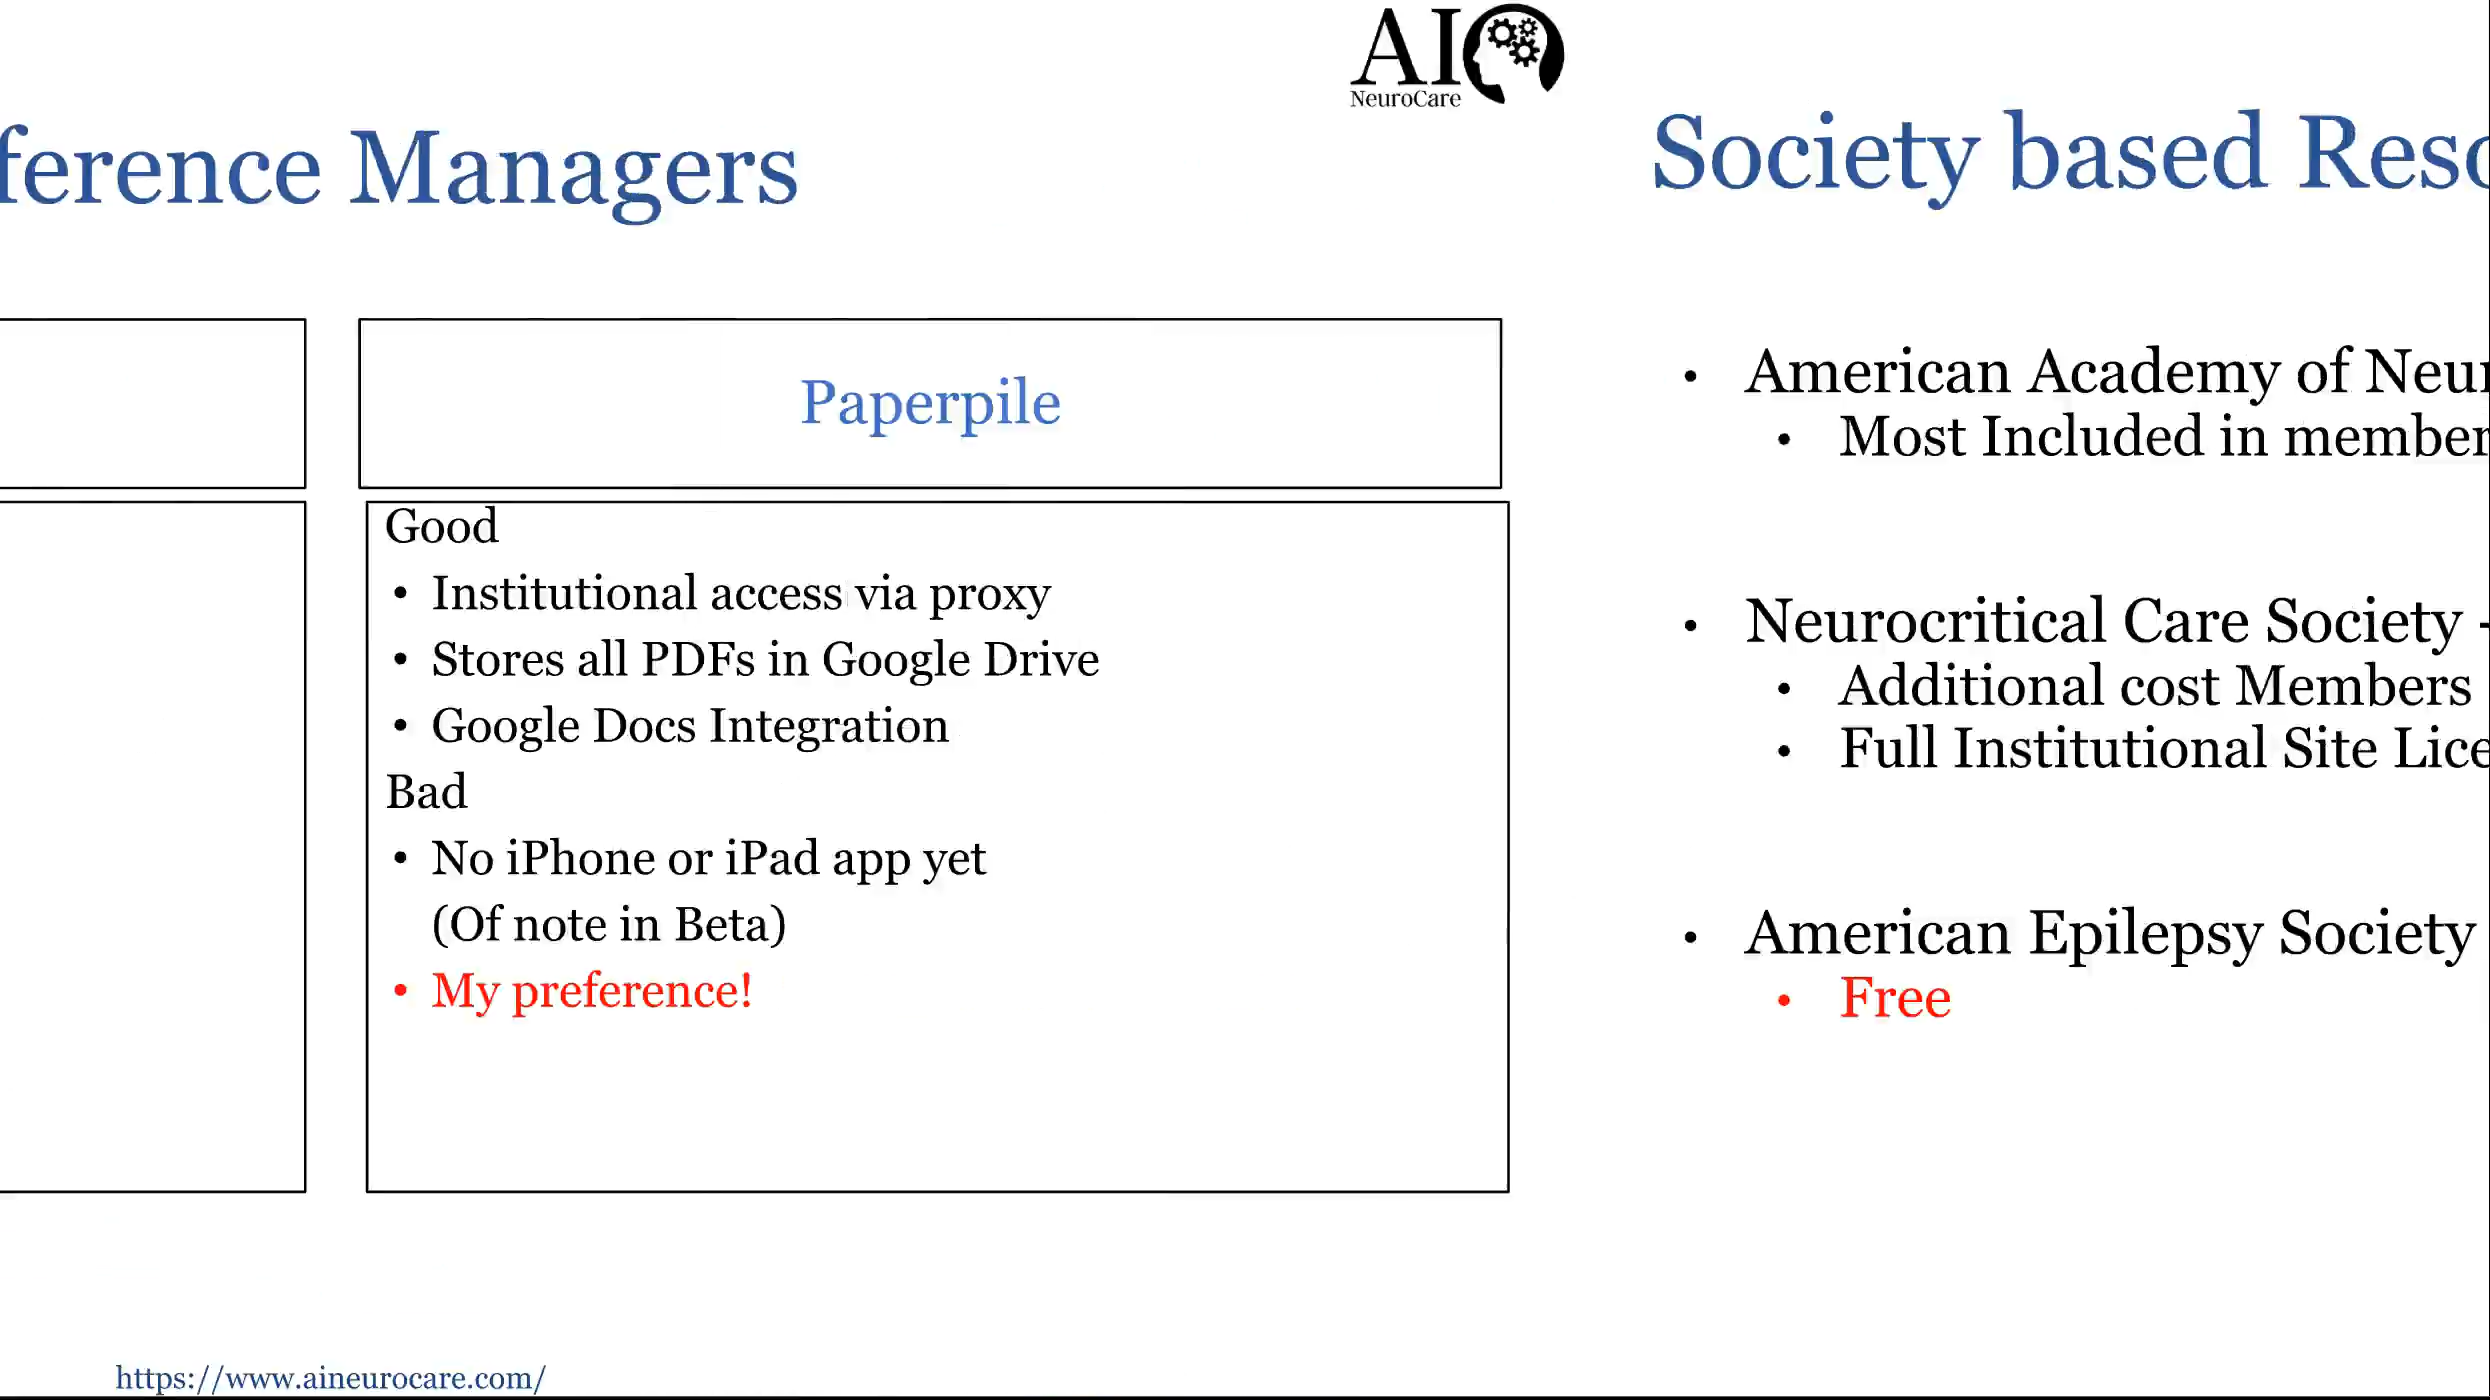 AI
NeuroCare
ference Managers
Paperpile
Good
• Institutional access via proxy
• Stores all PDFs in Google Drive
• Google Docs Integration
Bad
• No iPhone or iPad app yet
(Of note in Beta)
• My preference!
https://www.aineurocare.com/
Society based Reso
• American Academy of Neur
• Most Included in member
• Neurocritical Care Society -
• Additional cost Members
• Full Institutional Site Lice
• American Epilepsy Society
• Free